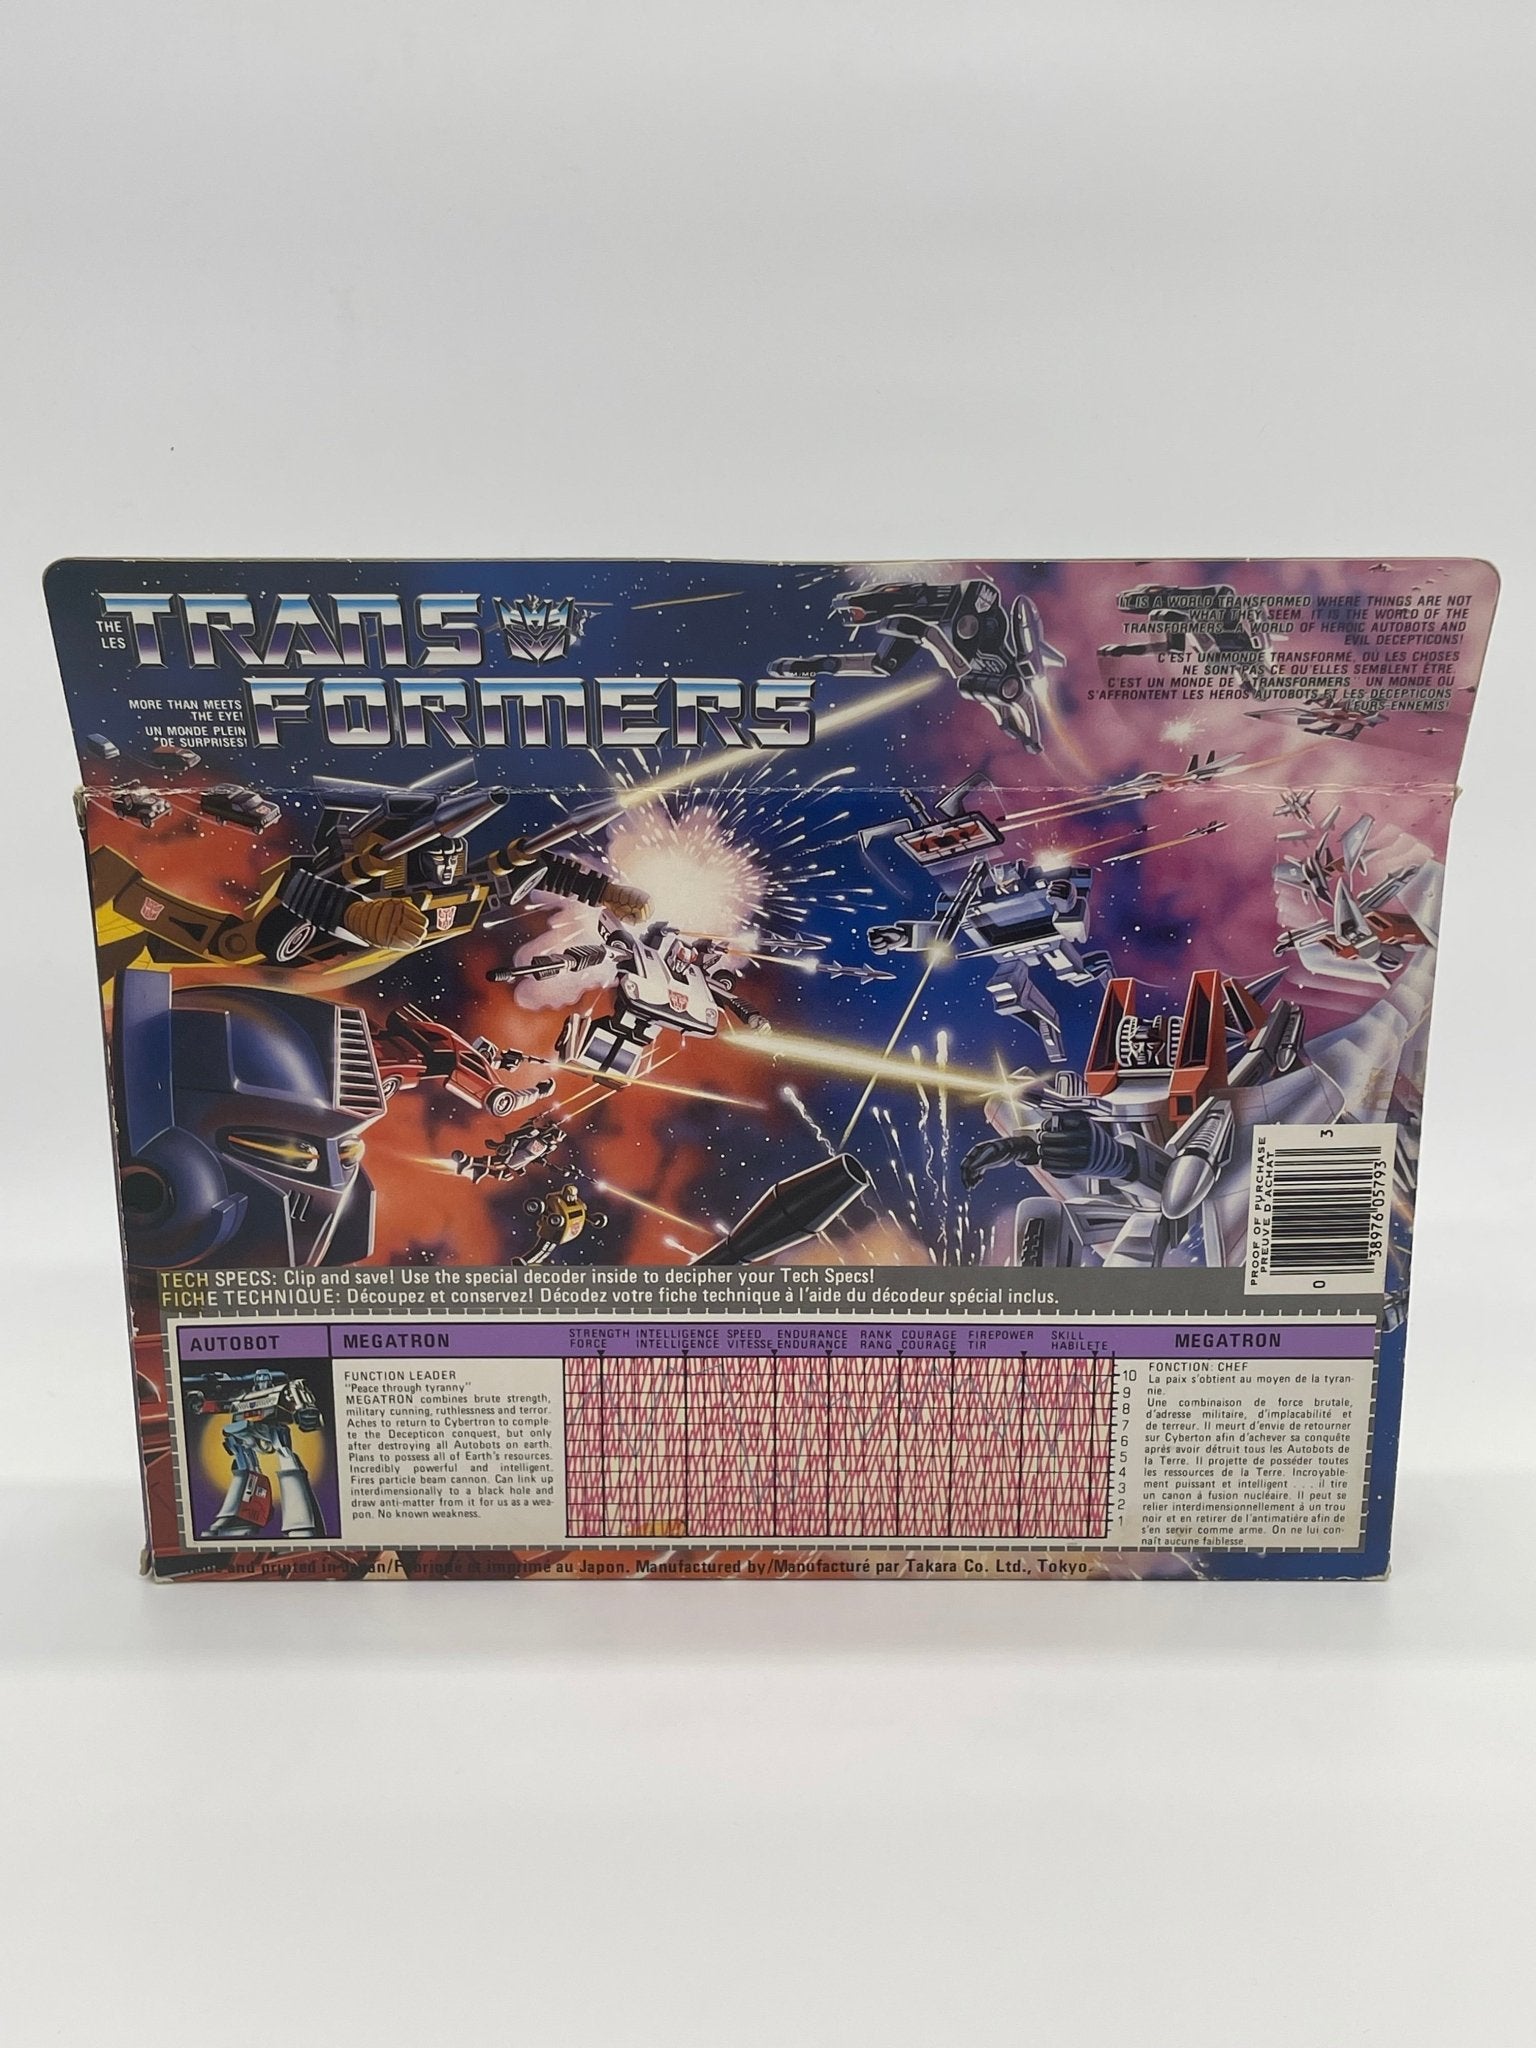 THE
LES
TRANS
FORMERS
MORE THAN MEETS
THE EYE!
UN MONDE PLEIN
DE SURPRISES!
IT IS A WORLD TRANSFORMED WHERE THINGS ARE NOT
WHAT THEY SEEM. IT IS THE WORLD OF THE
TRANSFORMERS A WORLD OF HEROIC AUTOBOTS AND
EVIL DECEPTICONS!
C'EST UN MONDE TRANSFORMÉ, OU LES CHOSES
NE SONT PAS CE QU'ELLES SEMBLENT ÊTRE.
C'EST UN MONDE DE "TRANSFORMERS" UN MONDE OU
S'AFFRONTENT LES HEROS AUTOBOTS ET LES DECEPTICONS
LEURS ENNEMIS!
PROOF OF PURCHASE
PREUVE D'ACHAT
0 38976 05793 3
TECH SPECS: Clip and save! Use the special decoder inside to decipher your Tech Specs!
FICHE TECHNIQUE: Découpez et conservez! Décodez votre fiche technique à l'aide du décodeur spécial inclus.
AUTOBOT
MEGATRON
STRENGTH INTELLIGENCE SPEED ENDURANCE RANK COURAGE FIREPOWER SKILL
FORCE INTELLIGENCE VITESSE ENDURANCE RANG COURAGE TIR HABILETE
MEGATRON
FUNCTION LEADER
"Peace through tyranny"
MEGATRON combines brute strength,
military cunning, ruthlessness and terror.
Aches to return to Cybertron to comple-
te the Decepticon conquest, but only
after destroying all Autobots on earth.
Plans to possess all of Earth's resources.
Incredibly powerful and intelligent.
Fires particle beam cannon. Can link up
interdimensionally to a black hole and
draw anti-matter from it for us as a wea-
pon. No known weakness.
10
9
8
7
6
5
4
3
2
1
FONCTION: CHEF
La paix s'obtient au moyen de la tyran-
nie.
Une combinaison de force brutale,
d'adresse militaire, d'implacabilité et
de terreur. Il meurt d'envie de retourner
sur Cyberton afin d'achever sa conquête
après avoir détruit tous les Autobots de
la Terre. Il projette de posséder toutes
les ressources de la Terre. Incroyable-
ment puissant et intelligent . . . il tire
un canon à fusion nucléaire. Il peut se
relier interdimensionnellement à un trou
noir et en retirer de l'antimatière afin de
s'en servir comme arme. On ne lui con-
naît aucune faiblesse.
and printed in Japan/Fabriqué et imprimé au Japon. Manufactured by/Manufacturé par Takara Co. Ltd., Tokyo.